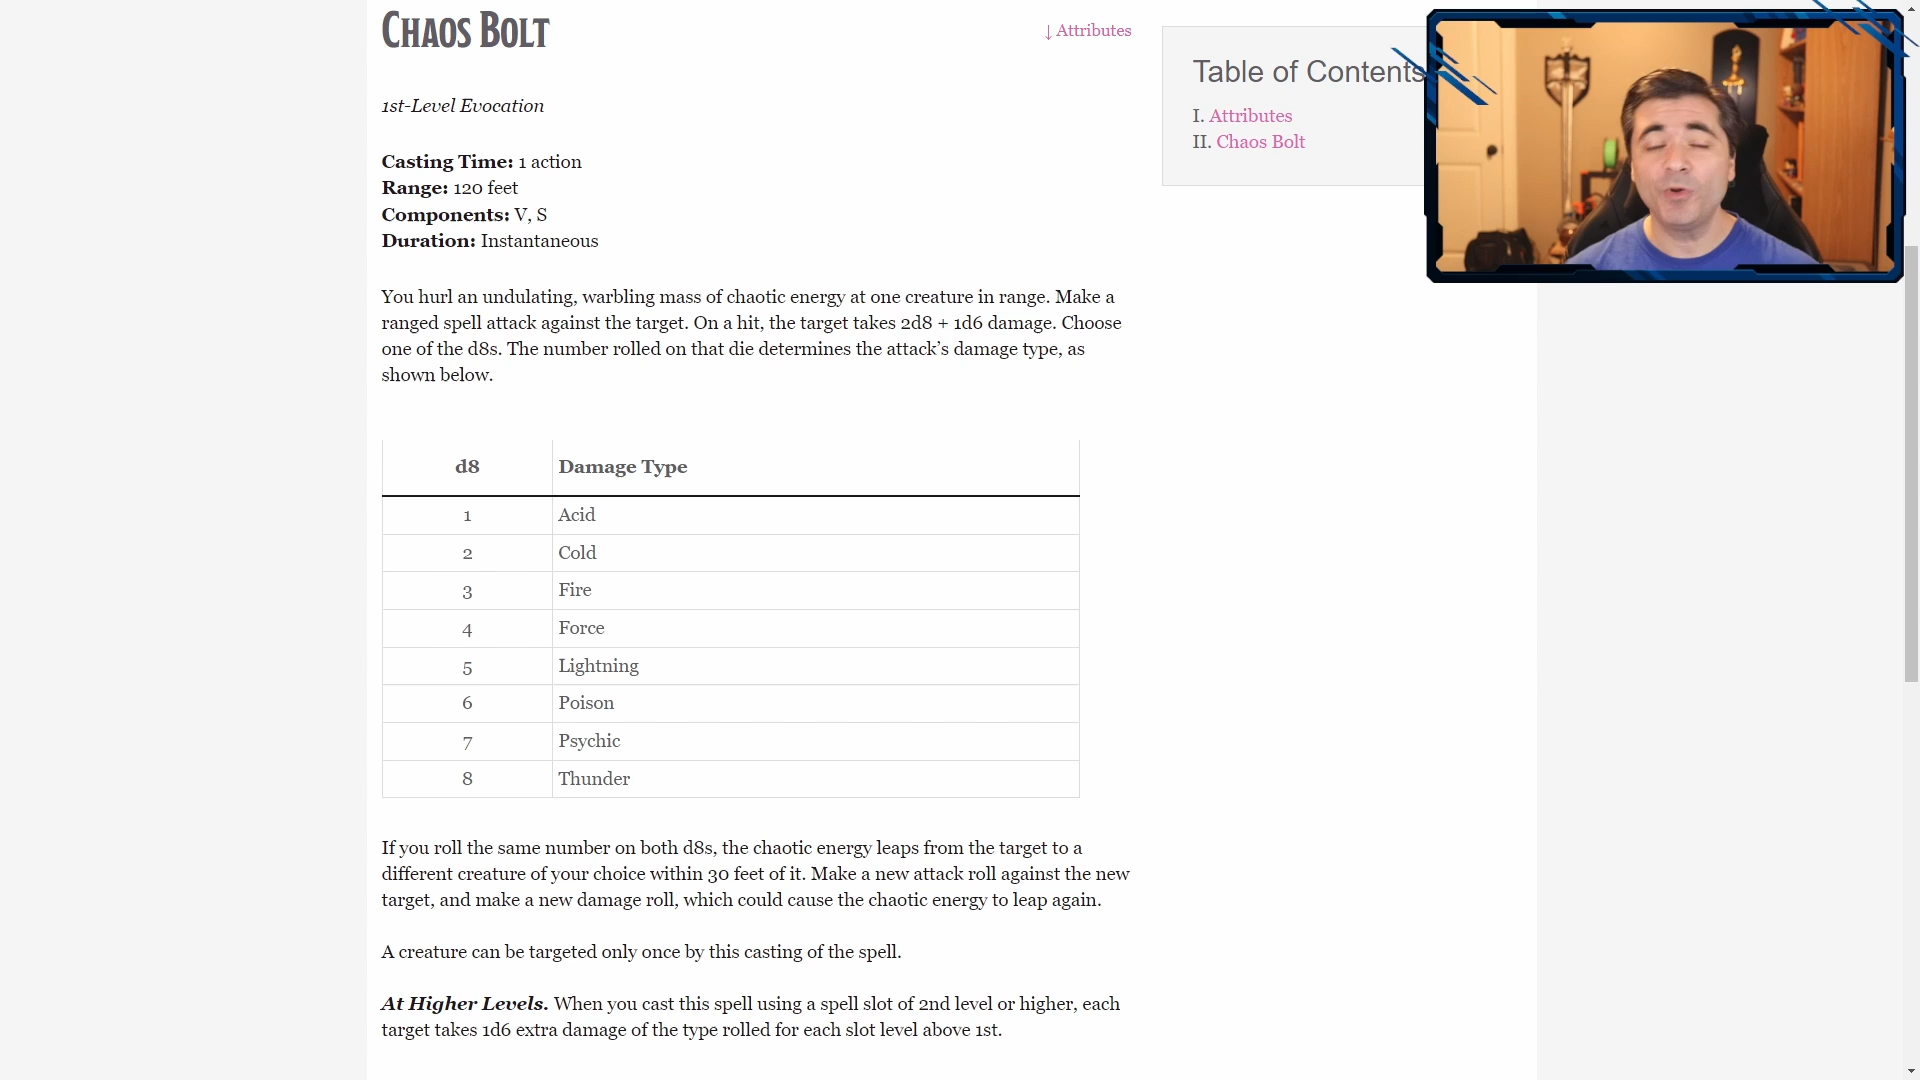 CHAOS BOLT
↓ Attributes
1st-Level Evocation
Casting Time: 1 action
Range: 120 feet
Components: V, S
Duration: Instantaneous
You hurl an undulating, warbling mass of chaotic energy at one creature in range. Make a
ranged spell attack against the target. On a hit, the target takes 2d8 + 1d6 damage. Choose
one of the d8s. The number rolled on that die determines the attack’s damage type, as
shown below.
d8 Damage Type
1 Acid
2 Cold
3 Fire
4 Force
5 Lightning
6 Poison
7 Psychic
8 Thunder
If you roll the same number on both d8s, the chaotic energy leaps from the target to a
different creature of your choice within 30 feet of it. Make a new attack roll against the new
target, and make a new damage roll, which could cause the chaotic energy to leap again.
A creature can be targeted only once by this casting of the spell.
At Higher Levels. When you cast this spell using a spell slot of 2nd level or higher, each
target takes 1d6 extra damage of the type rolled for each slot level above 1st.
Table of Contents
I. Attributes
II. Chaos Bolt